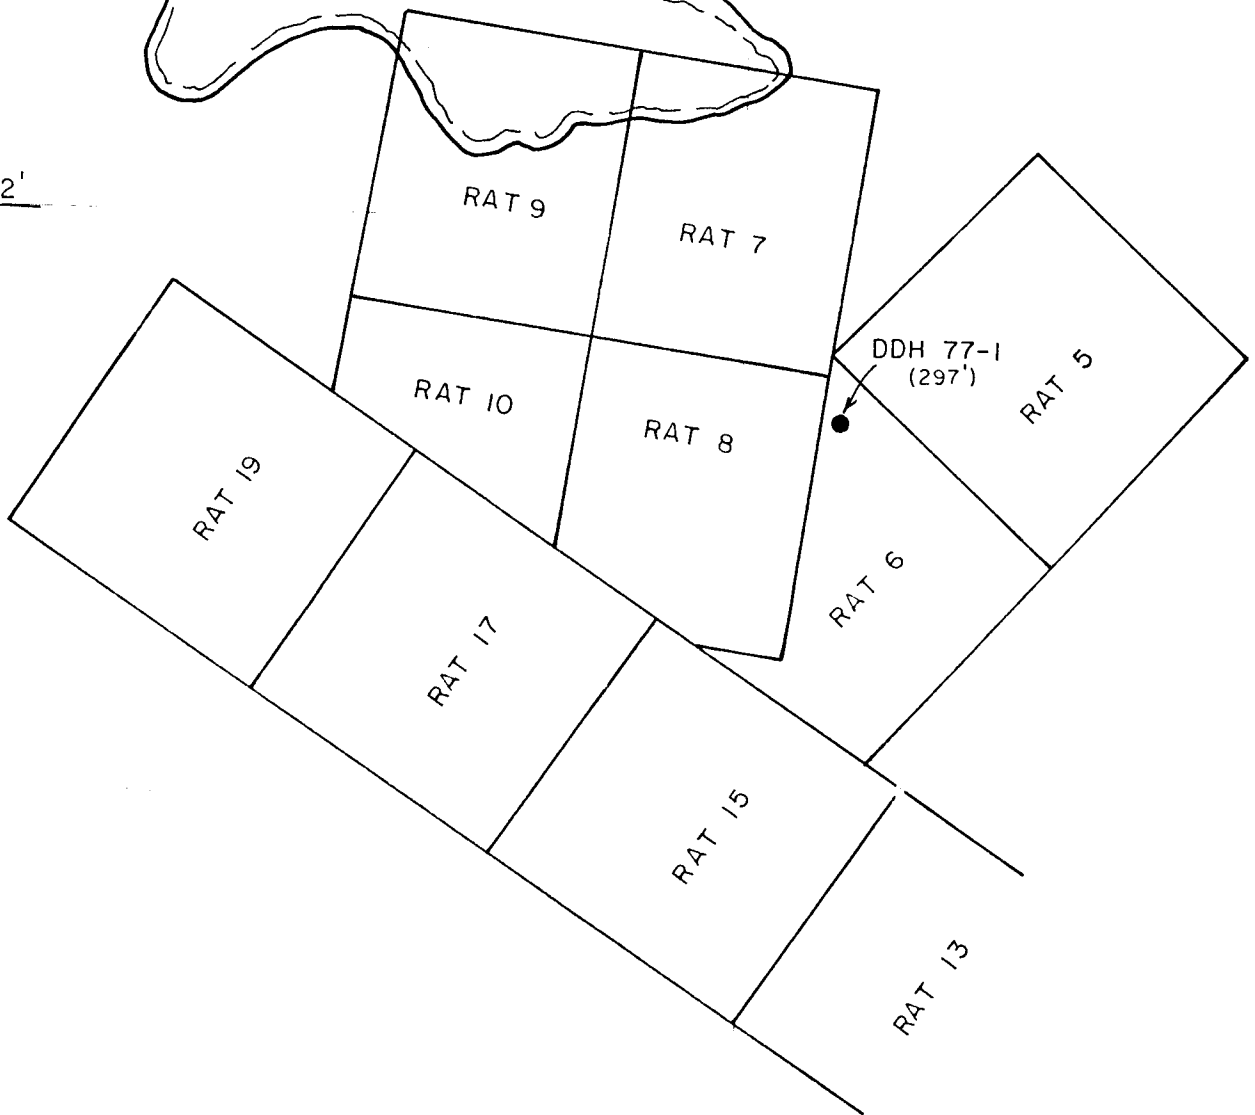 2'
RAT 9
RAT 7
DDH 77-1
(297')
RAT 5
RAT 10
RAT 8
RAT 19
RAT 6
RAT 17
RAT 15
RAT 13